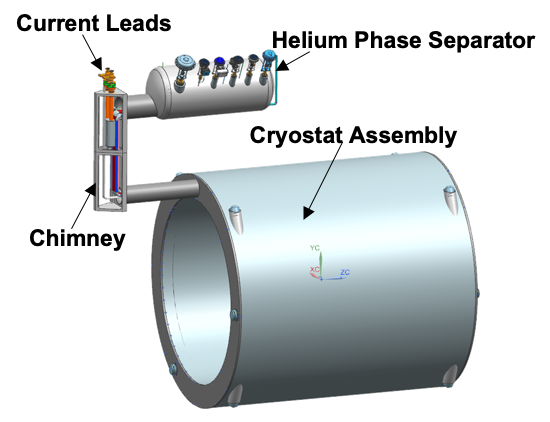 Current Leads
Helium Phase Separator
Cryostat Assembly
Chimney
YC
XC
ZC